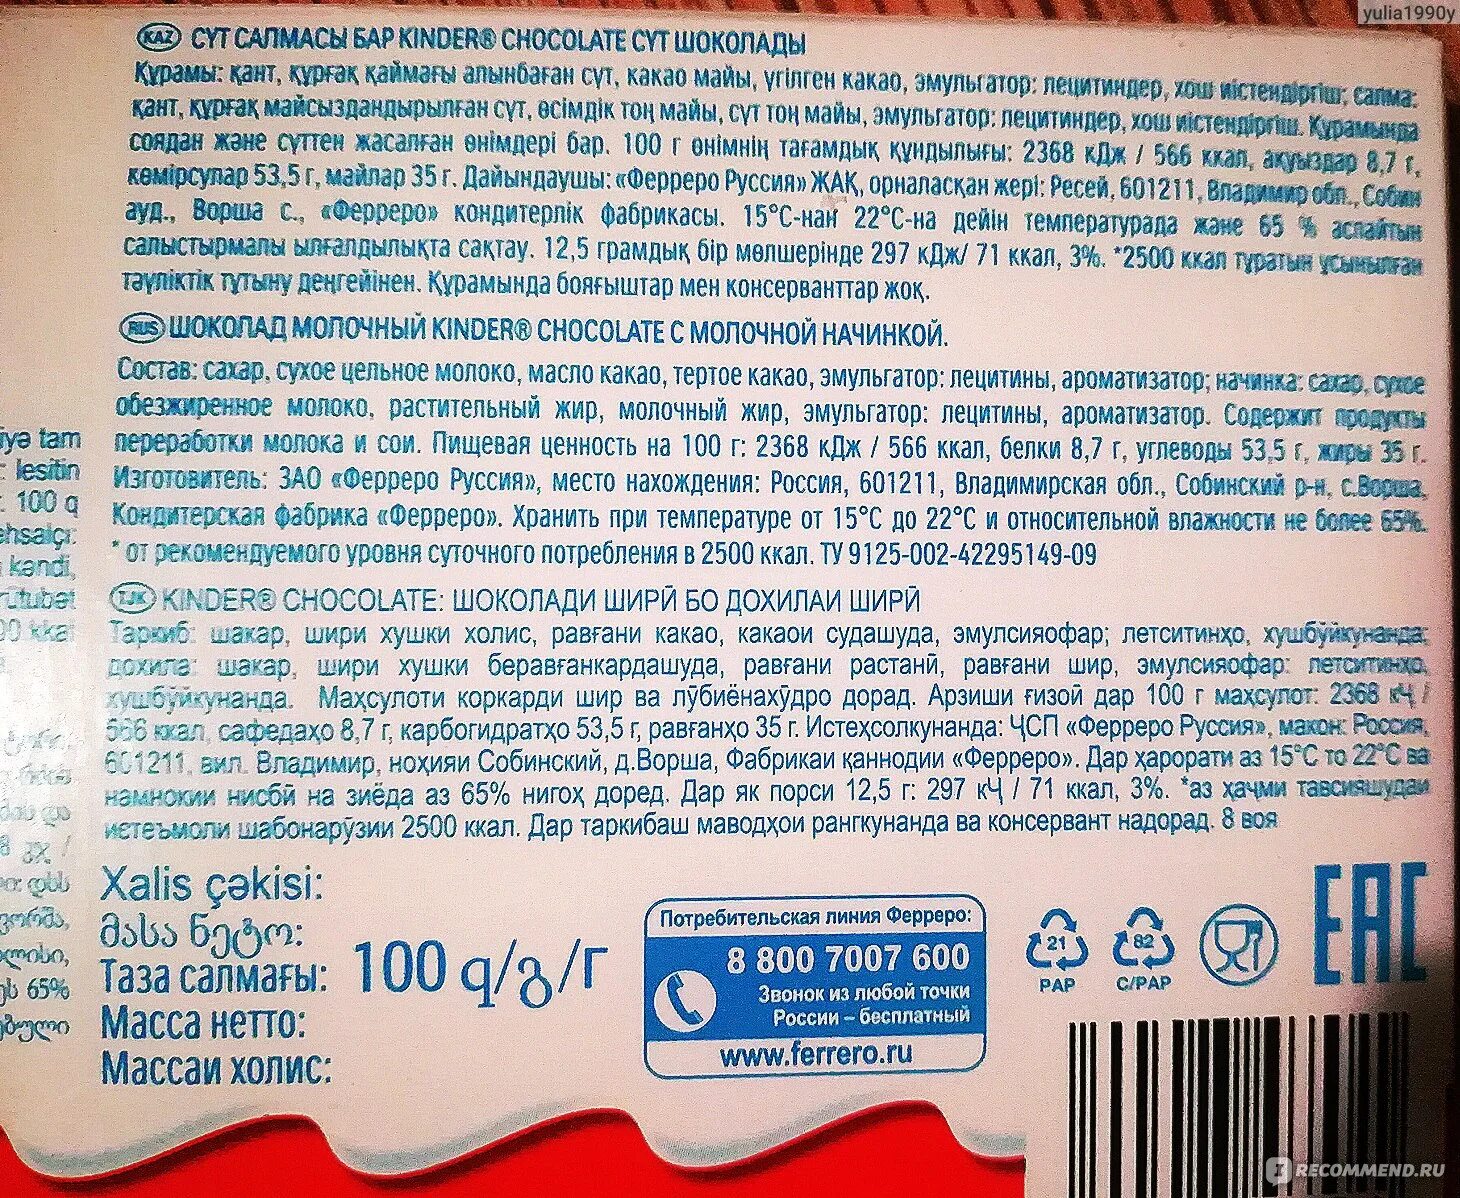 yulia1990y
KAZ СҮТ САЛМАСЫ БАР KINDER® CHOCOLATE СҮТ ШОКОЛАДЫ
Құрамы: қант, құрғақ қаймағы алынбаған сүт, какао майы, үгілген какао, эмульгатор: лецитиндер, хош иістендіргіш; салма:
қант, құрғақ майсыздандырылған сүт, өсімдік тоң майы, сүт тоң майы, эмульгатор: лецитиндер, хош иістендіргіш. Құрамында
соядан және сүттен жасалған өнімдері бар. 100 г өнімнің тағамдық құндылығы: 2368 кДж / 566 ккал, ақуыздар 8,7 г,
көмірсулар 53,5 г, майлар 35 г. Дайындаушы: «Ферреро Руссия» ЖАҚ, орналасқан жері: Ресей, 601211, Владимир обл., Собин
ауд., Ворша с., «Ферреро» кондитерлік фабрикасы. 15°С-нан 22°С-на дейін температурада және 65 % аспайтын
салыстырмалы ылғалдылықта сақтау. 12,5 грамдық бір мөлшерінде 297 кДж/ 71 ккал, 3%. *2500 ккал тұратын ұсынылған
тәуліктік тұтыну деңгейінен. Құрамында бояғыштар мен консерванттар жоқ.
RUS ШОКОЛАД МОЛОЧНЫЙ KINDER® CHOCOLATE С МОЛОЧНОЙ НАЧИНКОЙ.
Состав: сахар, сухое цельное молоко, масло какао, тертое какао, эмульгатор: лецитины, ароматизатор; начинка: сахар, сухое
обезжиренное молоко, растительный жир, молочный жир, эмульгатор: лецитины, ароматизатор. Содержит продукты
переработки молока и сои. Пищевая ценность на 100 г: 2368 кДж / 566 ккал, белки 8,7 г, углеводы 53,5 г, жиры 35 г.
Изготовитель: ЗАО «Ферреро Руссия», место нахождения: Россия, 601211, Владимирская обл., Собинский р-н, с.Ворша,
Кондитерская фабрика «Ферреро». Хранить при температуре от 15°С до 22°С и относительной влажности не более 65%.
* от рекомендуемого уровня суточного потребления в 2500 ккал. ТУ 9125-002-42295149-09
TJK KINDER® CHOCOLATE: ШОКОЛАДИ ШИРӢ БО ДОХИЛАИ ШИРӢ
Таркиб: шакар, шири хушки холис, равғани какао, какаои судашуда, эмулсияофар; летситинҳо, хушбӯйкунанда;
дохила: шакар, шири хушки беравғанкардашуда, равғани растанӣ, равғани шир, эмулсияофар: летситинҳо,
хушбӯйкунанда. Маҳсулоти коркарди шир ва лӯбиёнахӯдро дорад. Арзиши ғизой дар 100 г маҳсулот: 2368 кҶ /
566 ккал, сафедаҳо 8,7 г, карбогидратҳо 53,5 г, равғанҳо 35 г. Истеҳсолкунанда: ҶСП «Ферреро Руссия», макон: Россия,
601211, вил. Владимир, ноҳияи Собинский, д.Ворша, Фабрикаи қаннодии «Ферреро». Дар ҳарорати аз 15°С то 22°С ва
намнокии нисбӣ на зиёда аз 65% нигоҳ доред. Дар як порси 12,5 г: 297 кҶ / 71 ккал, 3%. *аз ҳаҷми тавсияшудаи
истеъмоли шабонарӯзии 2500 ккал. Дар таркибаш маводҳои рангкунанда ва консервант надорад. 8 воя
tam
lesitin
100 q
kəndi,
65%
Xalis çəkisi:
მასა ნეტო:
Таза салмағы:
Масса нетто:
Массаи холис:
100 q/გ/г
Потребительская линия Ферреро:
8 800 7007 600
Звонок из любой точки
России – бесплатный
www.ferrero.ru
21
PAP
82
C/PAP
EAC
IRECOMMEND.RU